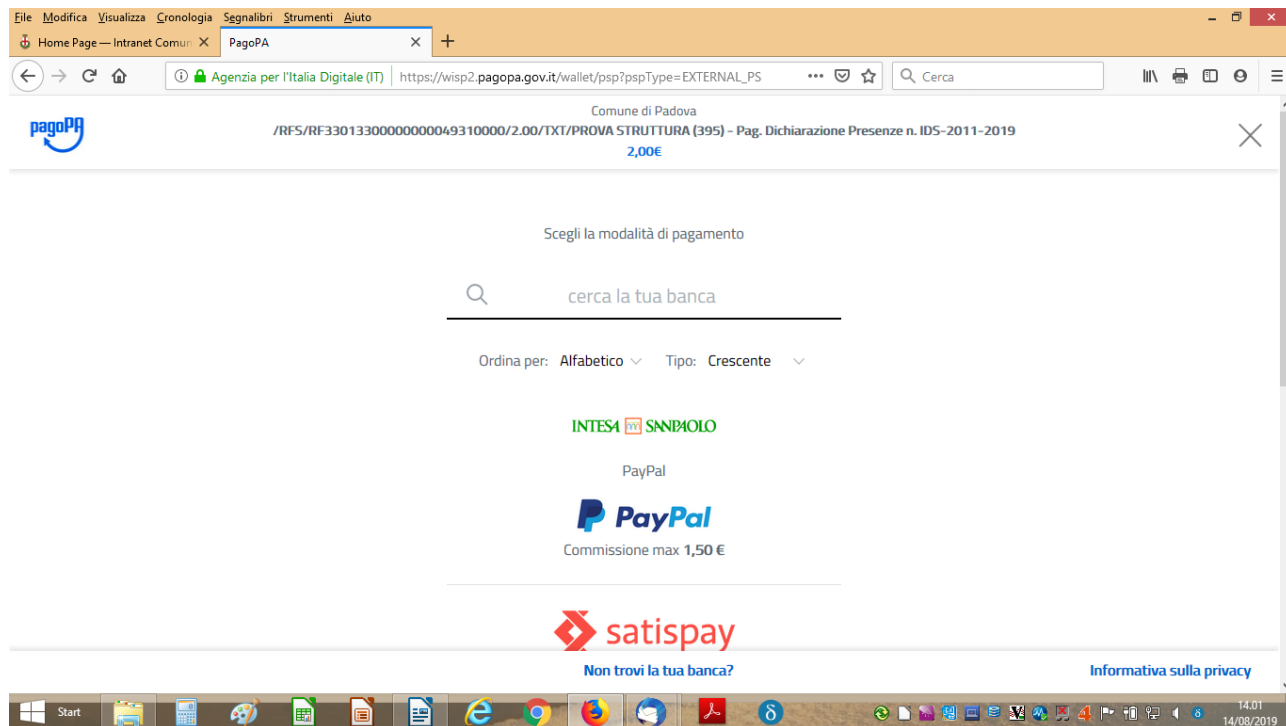 File Modifica Visualizza Cronologia Segnalibri Strumenti Aiuto
Home Page — Intranet Comun
PagoPA
Agenzia per l'Italia Digitale (IT) https://wisp2.pagopa.gov.it/wallet/psp?pspType=EXTERNAL_PS Cerca
Comune di Padova
pagoPA
/RFS/RF33013300000000049310000/2.00/TXT/PROVA STRUTTURA (395) - Pag. Dichiarazione Presenze n. IDS-2011-2019
2,00€
Scegli la modalità di pagamento
cerca la tua banca
Ordina per: Alfabetico Tipo: Crescente
INTESA SANPAOLO
PayPal
PayPal
Commissione max 1,50 €
satispay
Non trovi la tua banca? Informativa sulla privacy
Start
14.01
14/08/2019